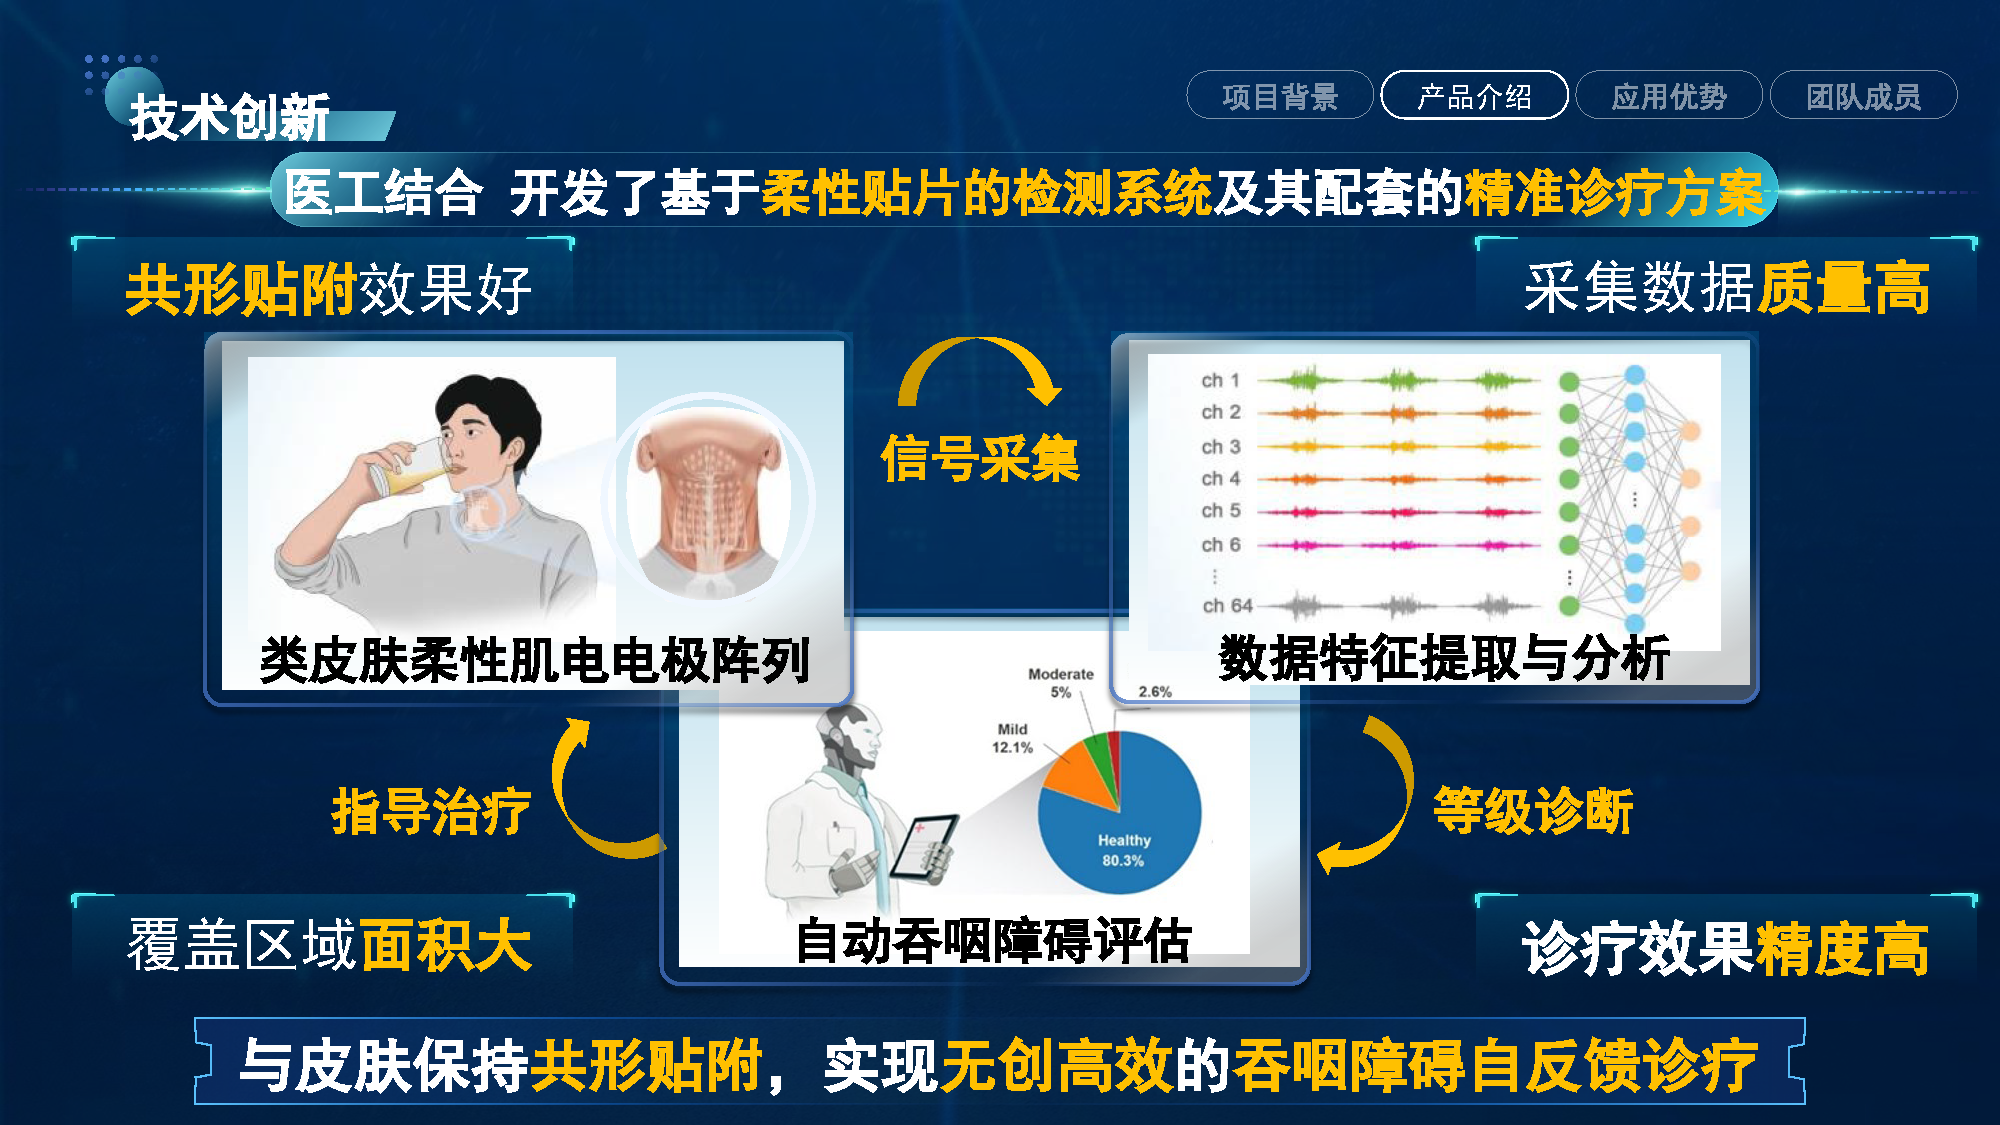 技术创新
项目背景
产品介绍
应用优势
团队成员
医工结合 开发了基于柔性贴片的检测系统及其配套的精准诊疗方案
共形贴附效果好
采集数据质量高
信号采集
ch 1
ch 2
ch 3
ch 4
ch 5
ch 6
ch 64
类皮肤柔性肌电电极阵列
数据特征提取与分析
Moderate
5%
2.6%
Mild
12.1%
Healthy
80.3%
指导治疗
等级诊断
覆盖区域面积大
自动吞咽障碍评估
诊疗效果精度高
与皮肤保持共形贴附，实现无创高效的吞咽障碍自反馈诊疗